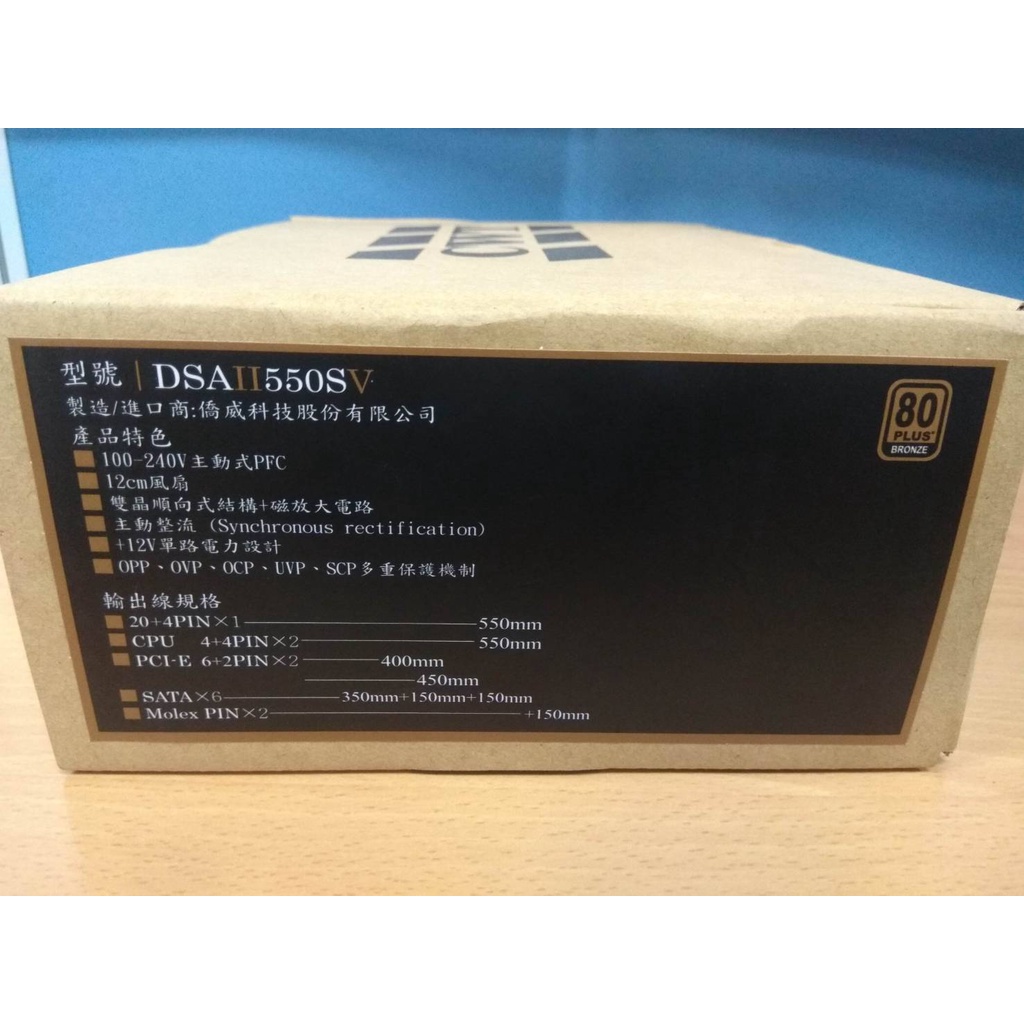 型號 | DSAII550SV
製造/進口商:僑威科技股份有限公司
產品特色
100-240V主動式PFC
12cm風扇
雙晶順向式結構+磁放大電路
主動整流 (Synchronous rectification)
+12V單路電力設計
OPP、OVP、OCP、UVP、SCP多重保護機制
輸出線規格
20+4PIN×1 550mm
CPU 4+4PIN×2 550mm
PCI-E 6+2PIN×2 400mm
450mm
SATA×6 350mm+150mm+150mm
Molex PIN×2 +150mm
80
PLUS
BRONZE